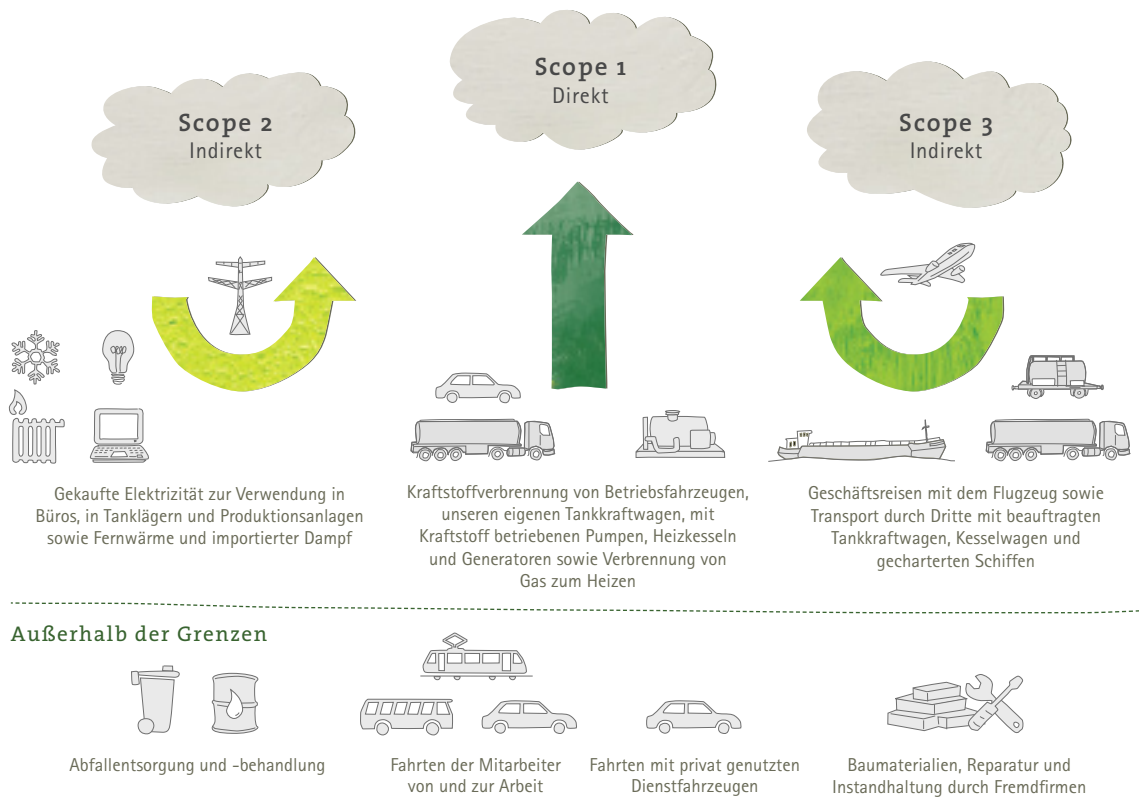 Scope 1
Direkt
Scope 2
Indirekt
Scope 3
Indirekt
Gekaufte Elektrizität zur Verwendung in
Büros, in Tanklägern und Produktionsanlagen
sowie Fernwärme und importierter Dampf
Kraftstoffverbrennung von Betriebsfahrzeugen,
unseren eigenen Tankkraftwagen, mit
Kraftstoff betriebenen Pumpen, Heizkesseln
und Generatoren sowie Verbrennung von
Gas zum Heizen
Geschäftsreisen mit dem Flugzeug sowie
Transport durch Dritte mit beauftragten
Tankkraftwagen, Kesselwagen und
gecharterten Schiffen
Außerhalb der Grenzen
Abfallentsorgung und -behandlung
Fahrten der Mitarbeiter
von und zur Arbeit
Fahrten mit privat genutzten
Dienstfahrzeugen
Baumaterialien, Reparatur und
Instandhaltung durch Fremdfirmen